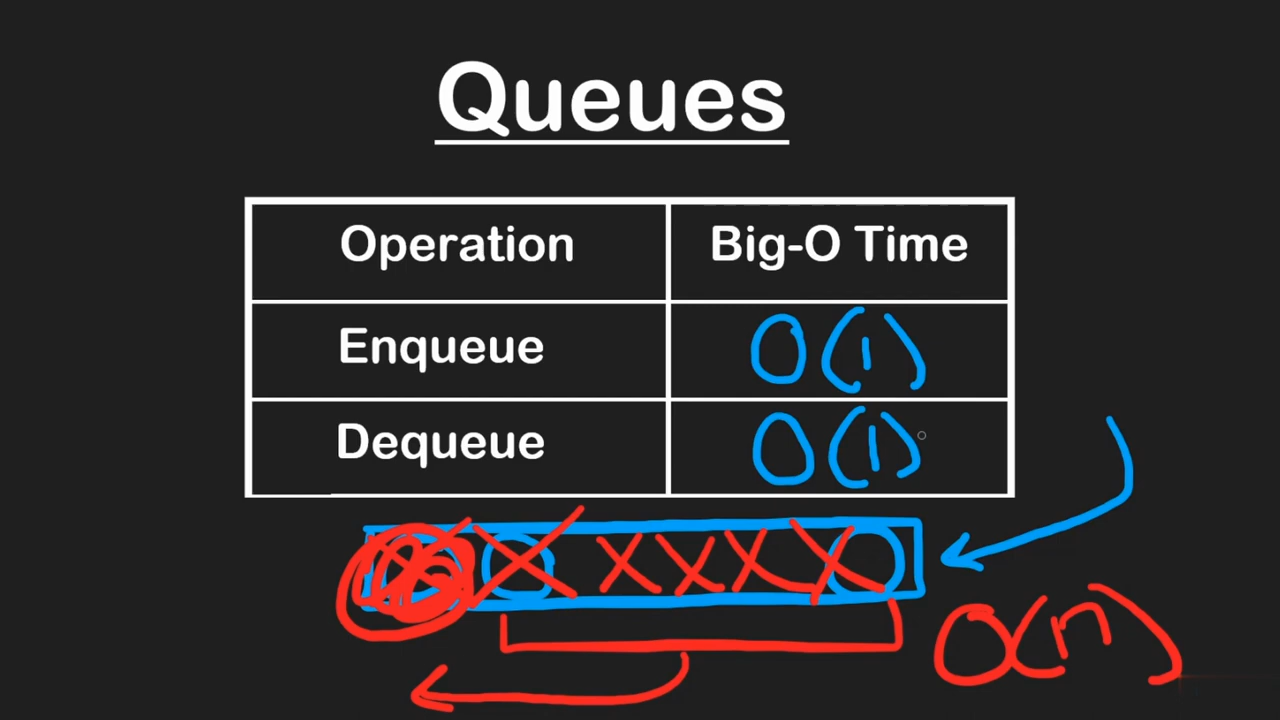 Queues
Operation Big-O Time
Enqueue O(1)
Dequeue O(1)
X X X X X X
O(n)